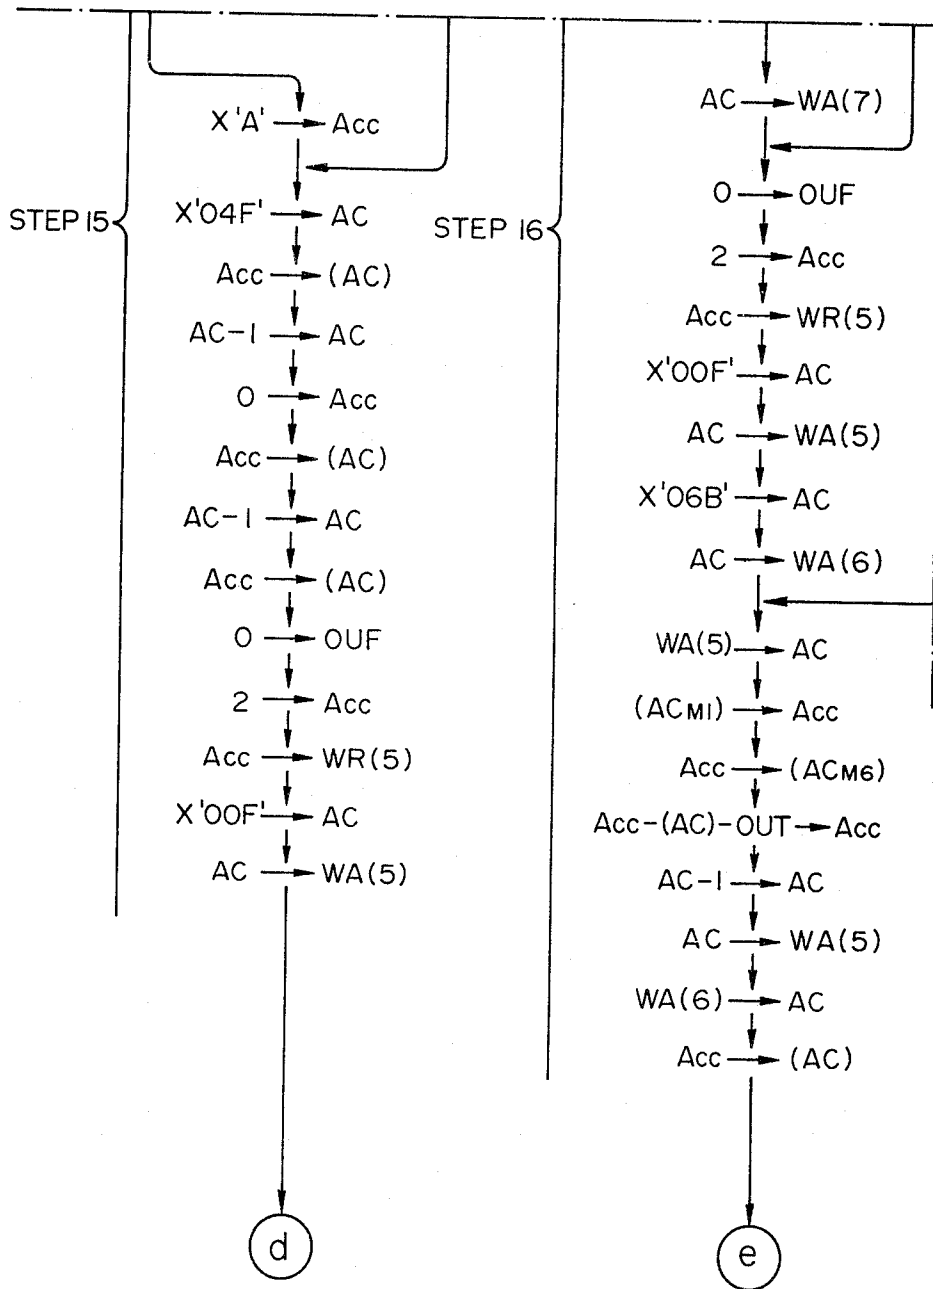 STEP 15
X'A' → Acc
X'04F' → AC
Acc → (AC)
AC-1 → AC
0 → Acc
Acc → (AC)
AC-1 → AC
Acc → (AC)
0 → OUF
2 → Acc
Acc → WR(5)
X'00F' → AC
AC → WA(5)
d
STEP 16
AC → WA(7)
0 → OUF
2 → Acc
Acc → WR(5)
X'00F' → AC
AC → WA(5)
X'06B' → AC
AC → WA(6)
WA(5) → AC
(ACM1) → Acc
Acc → (ACM6)
Acc-(AC)-OUT → Acc
AC-1 → AC
AC → WA(5)
WA(6) → AC
Acc → (AC)
e